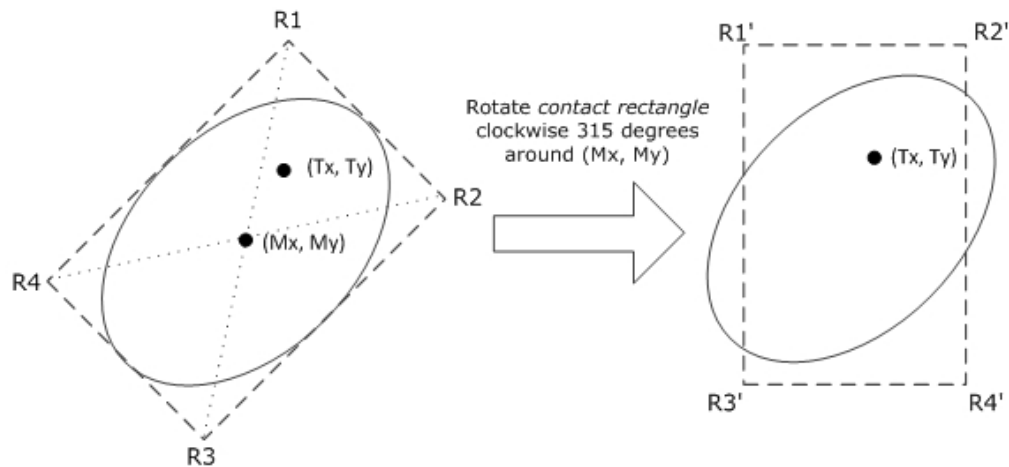 R1
(Tx, Ty)
R2
(Mx, My)
R4
R3
Rotate contact rectangle
clockwise 315 degrees
around (Mx, My)
R1'
R2'
(Tx, Ty)
R3'
R4'